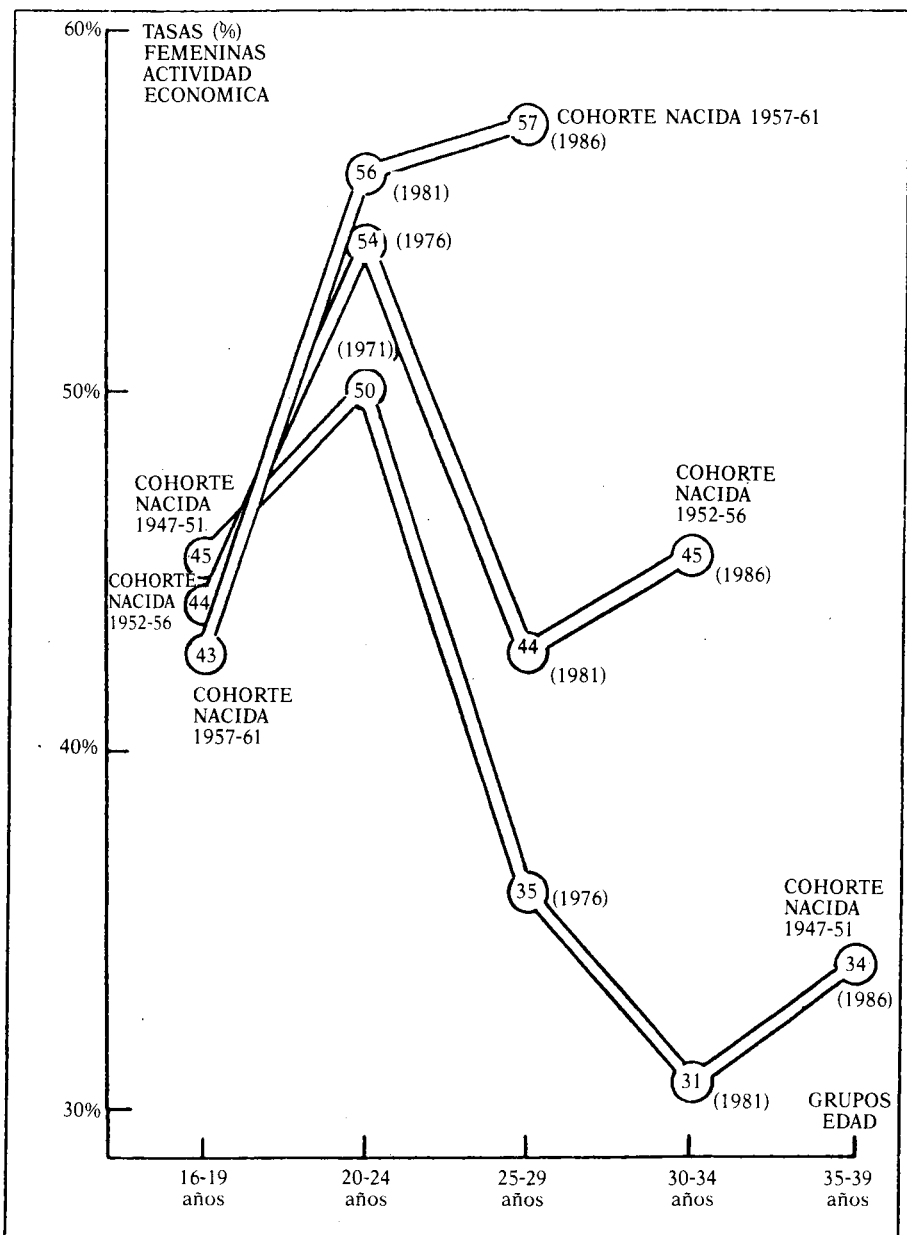 60%
TASAS (%)
FEMENINAS
ACTIVIDAD
ECONOMICA
57
COHORTE NACIDA 1957-61
(1986)
56
(1981)
54
(1976)
(1971)
50%
50
COHORTE
NACIDA
1947-51
45
COHORTE
NACIDA
1952-56
44
43
COHORTE
NACIDA
1957-61
COHORTE
NACIDA
1952-56
45
(1986)
44
(1981)
40%
35
(1976)
COHORTE
NACIDA
1947-51
34
(1986)
31
(1981)
30%
GRUPOS
EDAD
16-19
años
20-24
años
25-29
años
30-34
años
35-39
años